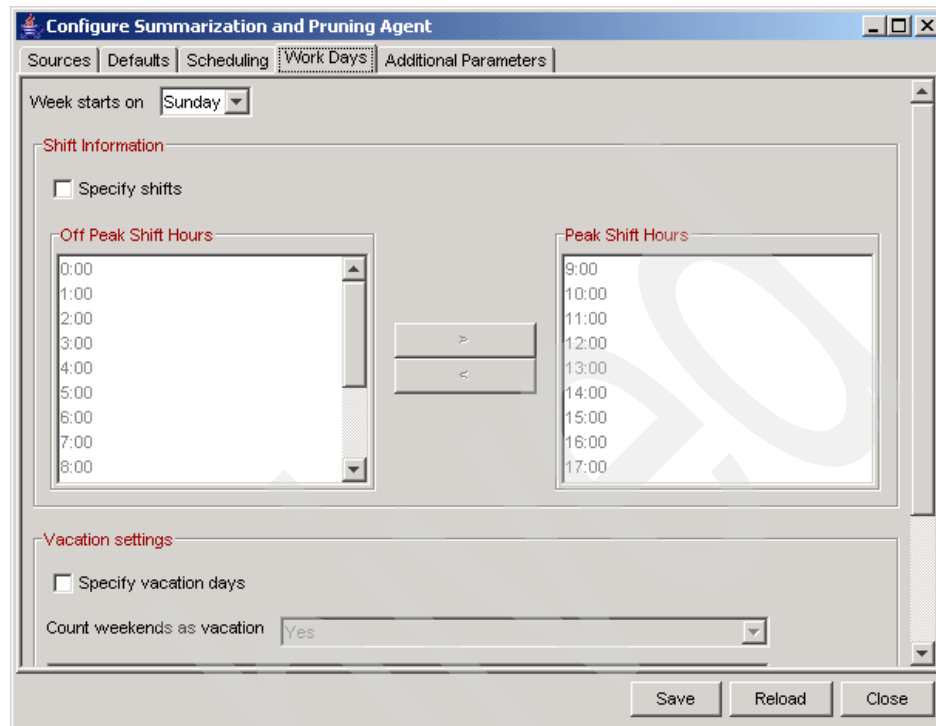 Configure Summarization and Pruning Agent
Sources Defaults Scheduling Work Days Additional Parameters
Week starts on Sunday
Shift Information
Specify shifts
Off Peak Shift Hours
0:00
1:00
2:00
3:00
4:00
5:00
6:00
7:00
8:00
>
<
Peak Shift Hours
9:00
10:00
11:00
12:00
13:00
14:00
15:00
16:00
17:00
Vacation settings
Specify vacation days
Count weekends as vacation Yes
Save Reload Close